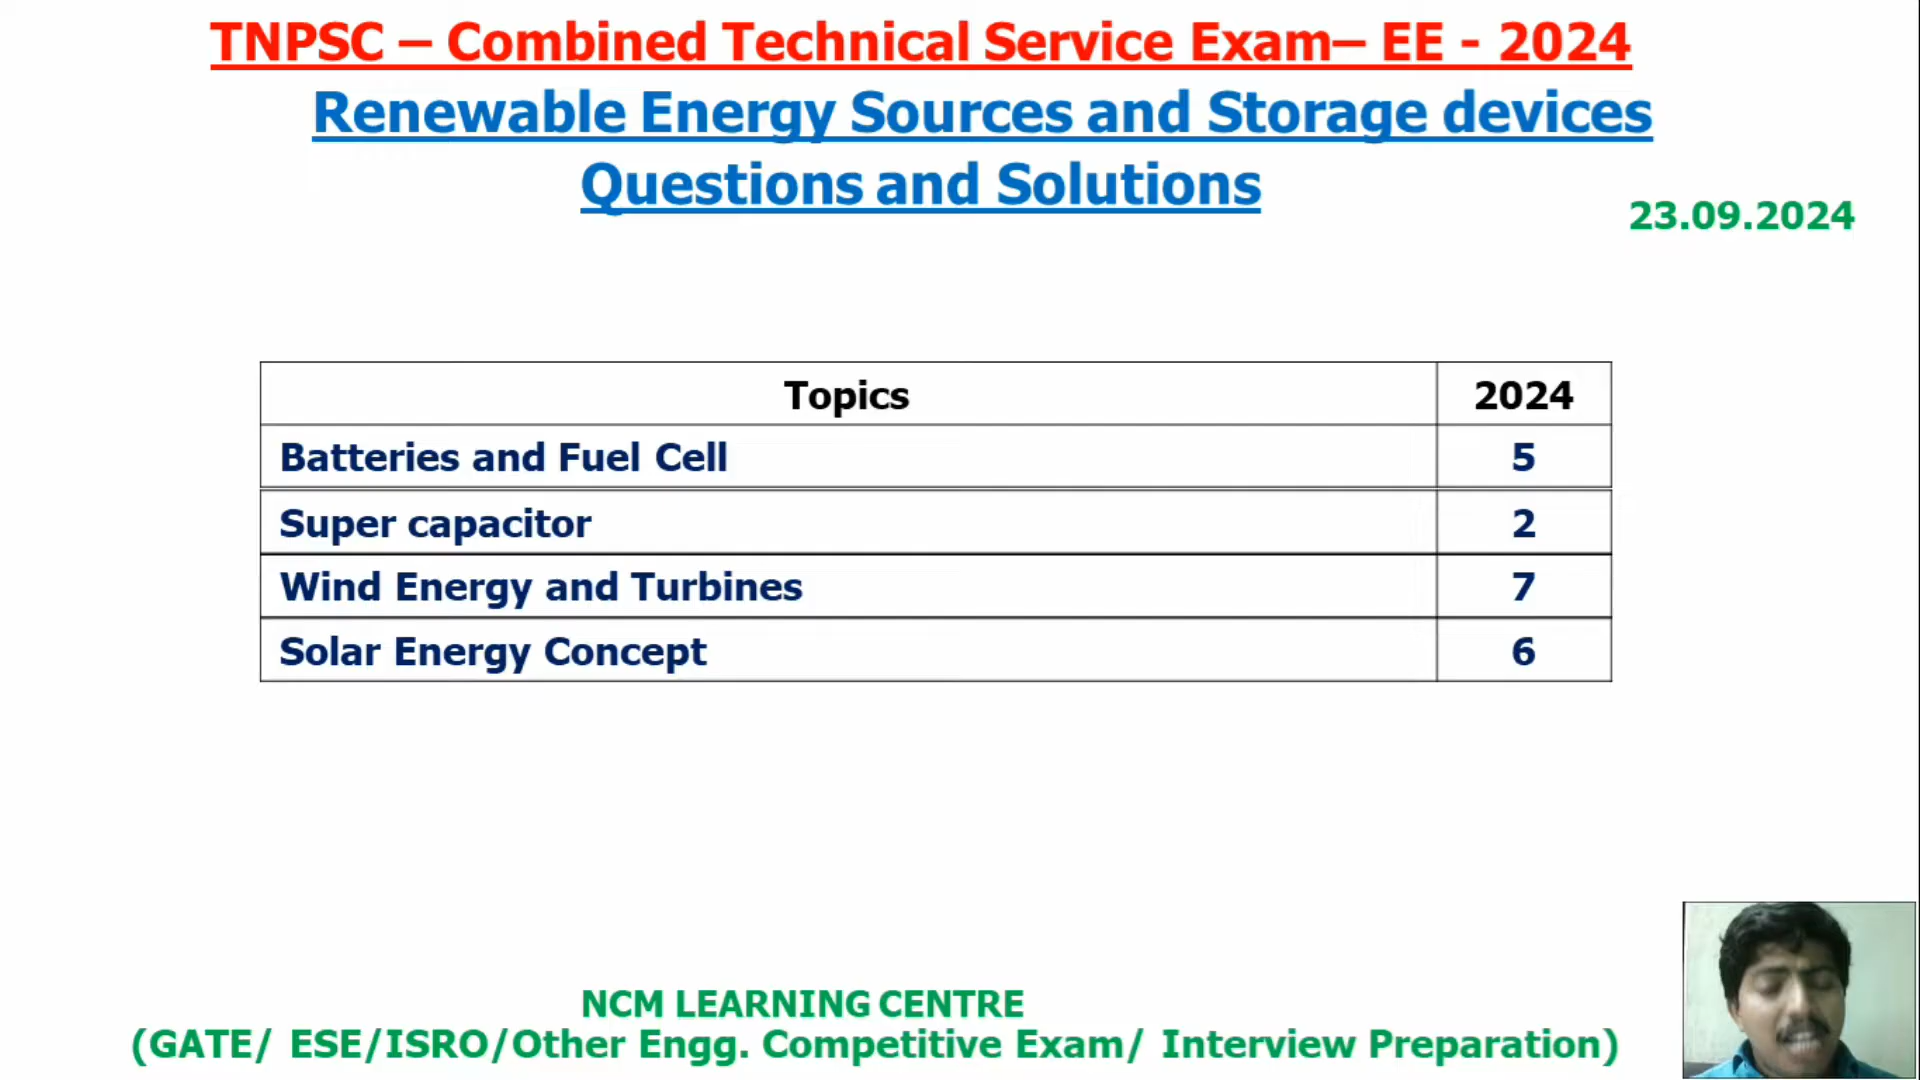 TNPSC – Combined Technical Service Exam– EE - 2024
Renewable Energy Sources and Storage devices
Questions and Solutions
23.09.2024
Topics 2024
Batteries and Fuel Cell 5
Super capacitor 2
Wind Energy and Turbines 7
Solar Energy Concept 6
NCM LEARNING CENTRE
(GATE/ ESE/ISRO/Other Engg. Competitive Exam/ Interview Preparation)